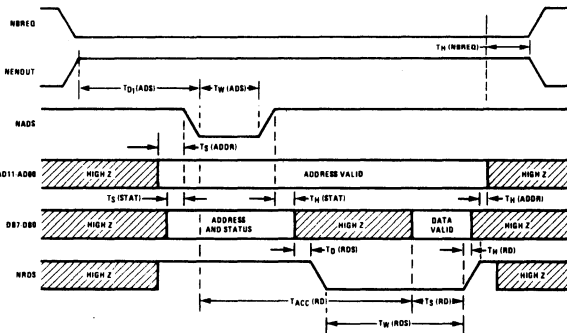 NBREQ
TH (NBREQ)
NENOUT
TD1 (ADS) TW (ADS)
NADS
TD1 TS (ADDR)
AD11-AD00 HIGH Z ADDRESS VALID HIGH Z
TS (STAT) TH (STAT) TH (ADDR)
DB7-DB0 HIGH Z ADDRESS AND STATUS HIGH Z DATA VALID HIGH Z
TD (RDS) TH (RD)
NRDS HIGH Z HIGH Z
TACC (RD) TS (RD)
TW (RDS)